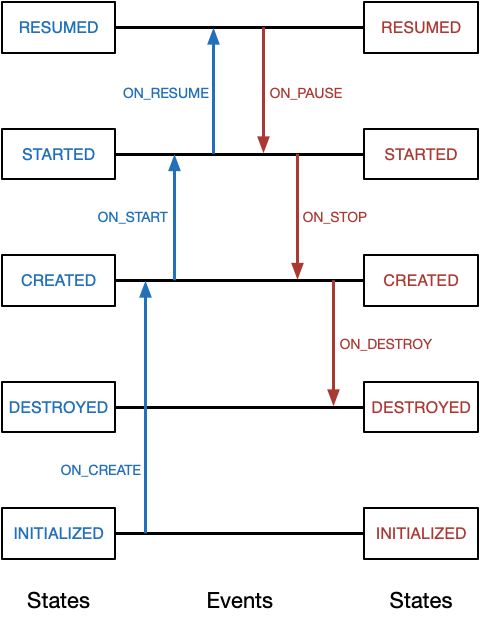 RESUMED
RESUMED
ON_RESUME
ON_PAUSE
STARTED
STARTED
ON_START
ON_STOP
CREATED
CREATED
ON_DESTROY
DESTROYED
DESTROYED
ON_CREATE
INITIALIZED
INITIALIZED
States
Events
States